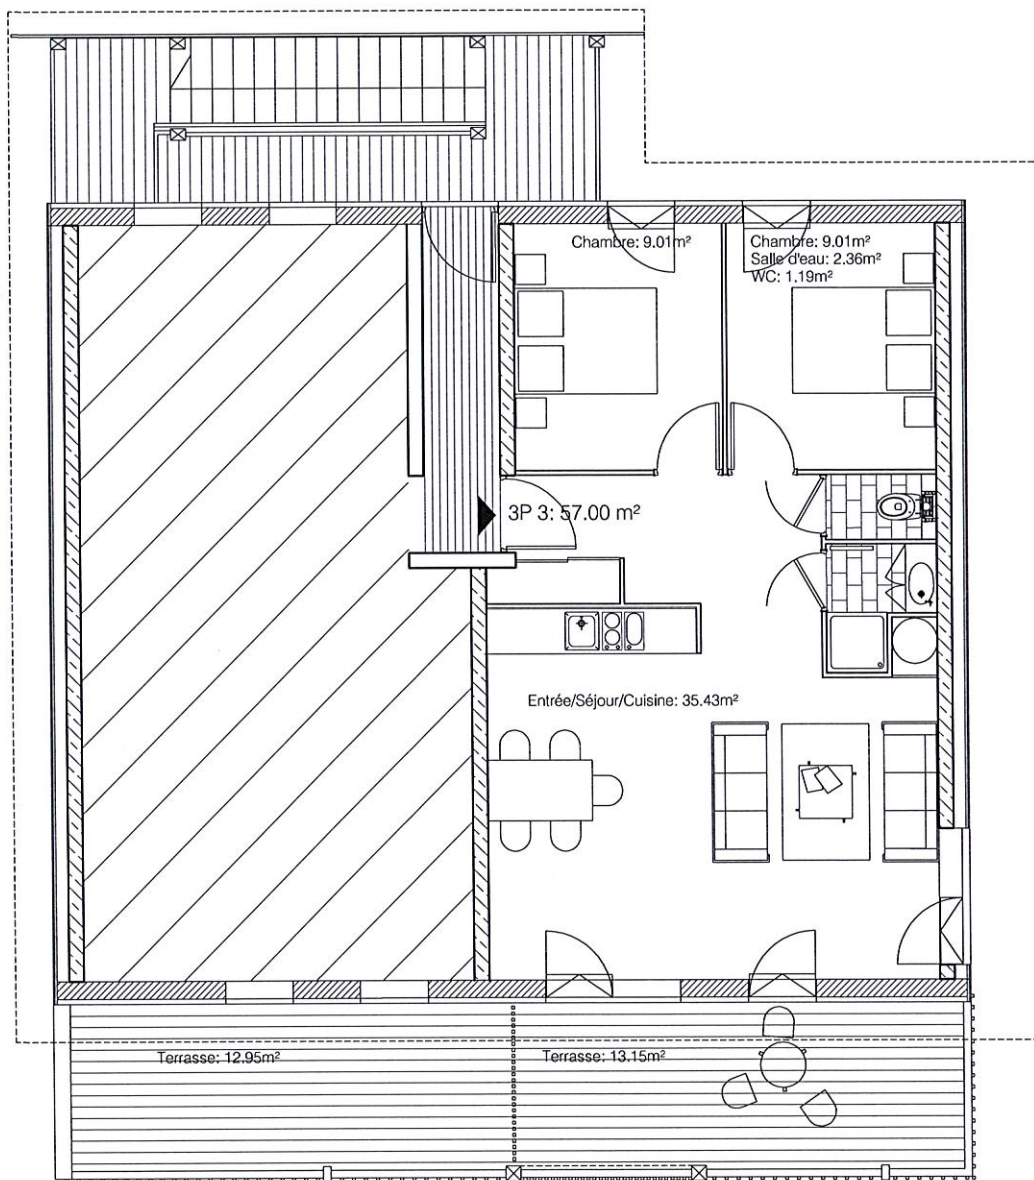 Chambre: 9.01m²
Chambre: 9.01m²
Salle d'eau: 2.36m²
WC: 1.19m²
3P 3: 57.00 m²
Entrée/Séjour/Cuisine: 35.43m²
Terrasse: 12.95m²
Terrasse: 13.15m²